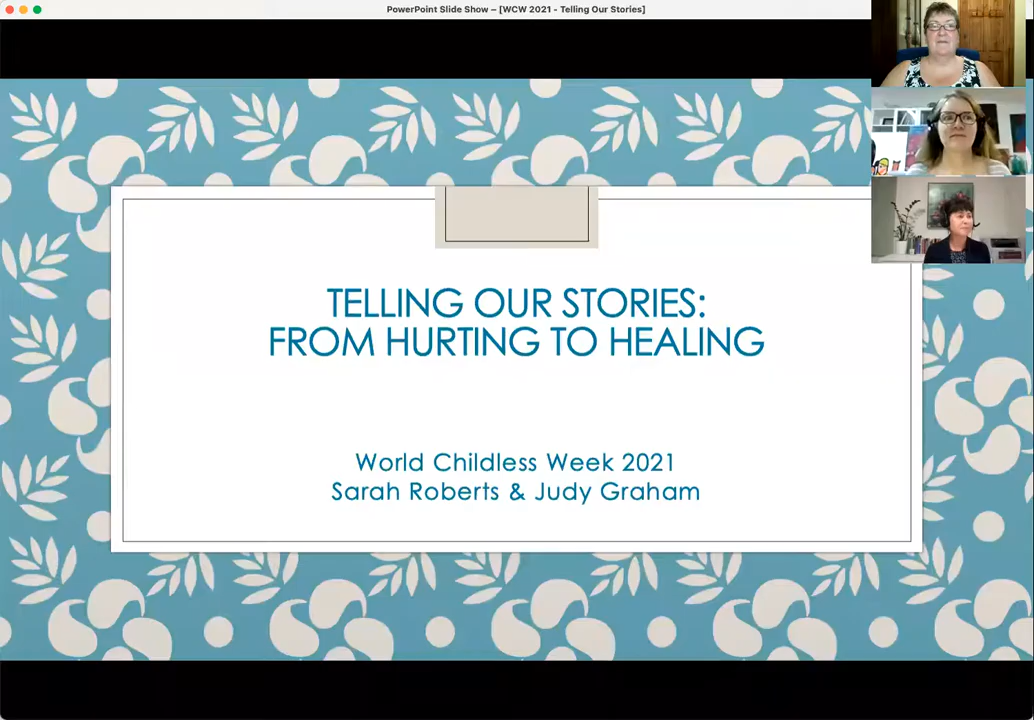 PowerPoint Slide Show – [WCW 2021 - Telling Our Stories]
TELLING OUR STORIES:
FROM HURTING TO HEALING
World Childless Week 2021
Sarah Roberts & Judy Graham